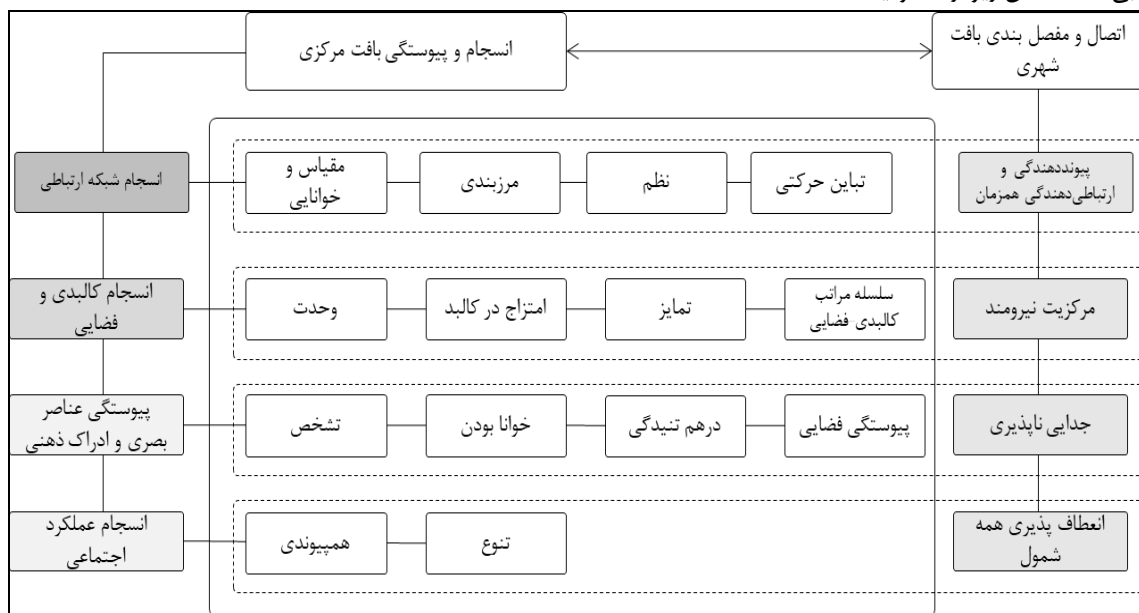 اتصال و مفصل بندی بافت
شهری
انسجام و پیوستگی بافت مرکزی
پیونددهندگی و
ارتباطی‌دهندگی همزمان
تباین حرکتی
نظم
مرزبندی
مقیاس و
خوانایی
انسجام شبکه ارتباطی
مرکزیت نیرومند
سلسله مراتب
کالبدی فضایی
تمایز
امتزاج در کالبد
وحدت
انسجام کالبدی و
فضایی
جدایی ناپذیری
پیوستگی فضایی
درهم تنیدگی
خوانا بودن
تشخص
پیوستگی عناصر
بصری و ادراک ذهنی
انعطاف پذیری همه
شمول
تنوع
همپیوندی
انسجام عملکرد
اجتماعی